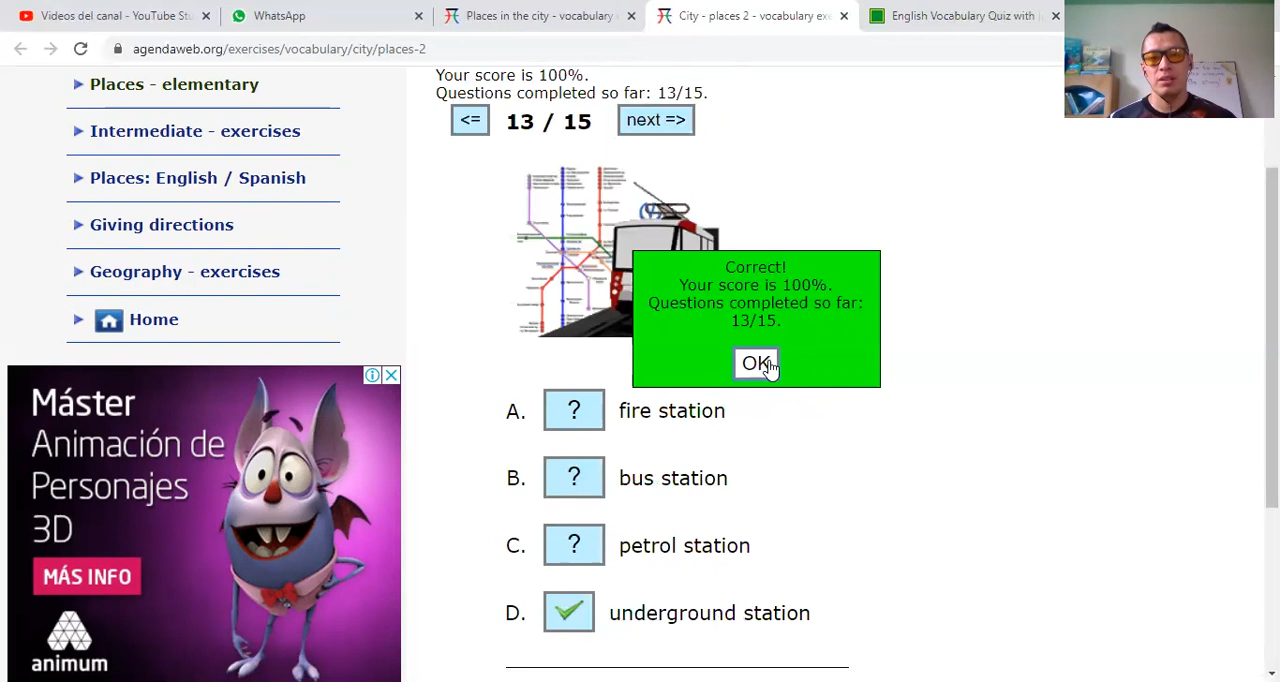 Videos del canal - YouTube Stu
WhatsApp
Places in the city - vocabulary
City - places 2 - vocabulary exe
English Vocabulary Quiz with
agendaweb.org/exercises/vocabulary/city/places-2
Places - elementary
Intermediate - exercises
Places: English / Spanish
Giving directions
Geography - exercises
Home
Máster
Animación de
Personajes
3D
MÁS INFO
animum
Your score is 100%.
Questions completed so far: 13/15.
<= 13 / 15 next =>
Correct!
Your score is 100%.
Questions completed so far:
13/15.
OK
A. ? fire station
B. ? bus station
C. ? petrol station
D. underground station